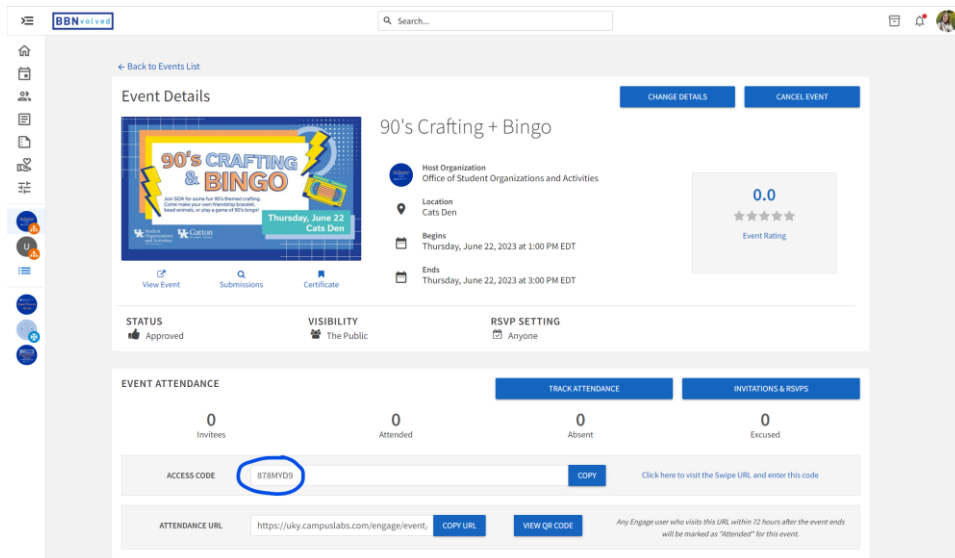 BBNvolved
Search...
← Back to Events List
Event Details
CHANGE DETAILS
CANCEL EVENT
90's CRAFTING
& BINGO
Join SOA for some fun 90's themed crafting.
Come make your own friendship bracelet,
bead animals, or play a game of 90's bingo!
Thursday, June 22
Cats Den
Student
Organizations
and Activities
Gatton
View Event
Submissions
Certificate
90's Crafting + Bingo
Host Organization
Office of Student Organizations and Activities
Location
Cats Den
Begins
Thursday, June 22, 2023 at 1:00 PM EDT
Ends
Thursday, June 22, 2023 at 3:00 PM EDT
0.0
Event Rating
STATUS
Approved
VISIBILITY
The Public
RSVP SETTING
Anyone
U
EVENT ATTENDANCE
TRACK ATTENDANCE
INVITATIONS & RSVPS
0
Invitees
0
Attended
0
Absent
0
Excused
ACCESS CODE
878MYD9
COPY
Click here to visit the Swipe URL and enter this code
ATTENDANCE URL
https://uky.campuslabs.com/engage/event,
COPY URL
VIEW QR CODE
Any Engage user who visits this URL within 72 hours after the event ends
will be marked as "Attended" for this event.